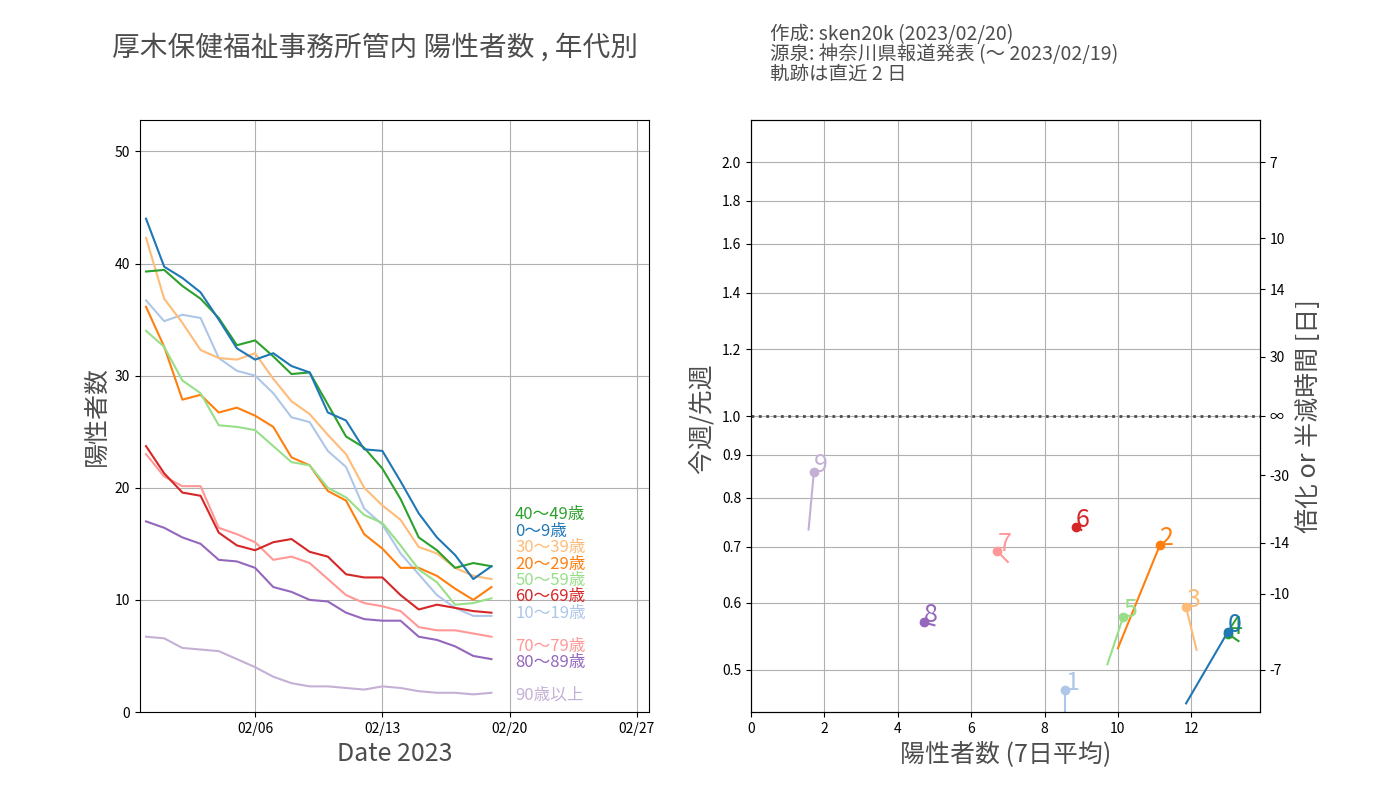 厚木保健福祉事務所管内 陽性者数 , 年代別
作成: sken20k (2023/02/20)
源泉: 神奈川県報道発表 (〜 2023/02/19)
軌跡は直近 2 日
陽性者数
50
40
30
20
10
0
02/06
02/13
02/20
02/27
Date 2023
40〜49歳
0〜9歳
30〜39歳
20〜29歳
50〜59歳
60〜69歳
10〜19歳
70〜79歳
80〜89歳
90歳以上
今週/先週
2.0
1.8
1.6
1.4
1.2
1.0
0.9
0.8
0.7
0.6
0.5
0
2
4
6
8
10
12
陽性者数 (7日平均)
7
10
14
30
∞
-30
-14
-10
-7
倍化 or 半減時間 [日]
9
6
2
7
3
5
8
4
0
1